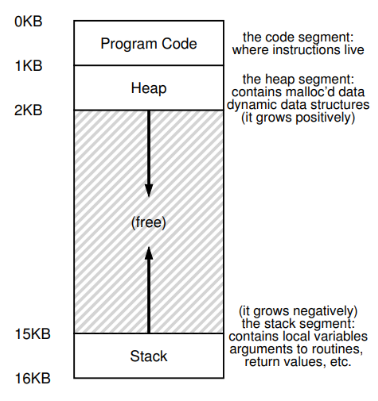 0KB
Program Code
the code segment:
where instructions live
1KB
Heap
the heap segment:
contains malloc'd data
dynamic data structures
(it grows positively)
2KB
(free)
(it grows negatively)
the stack segment:
contains local variables
arguments to routines,
return values, etc.
15KB
Stack
16KB